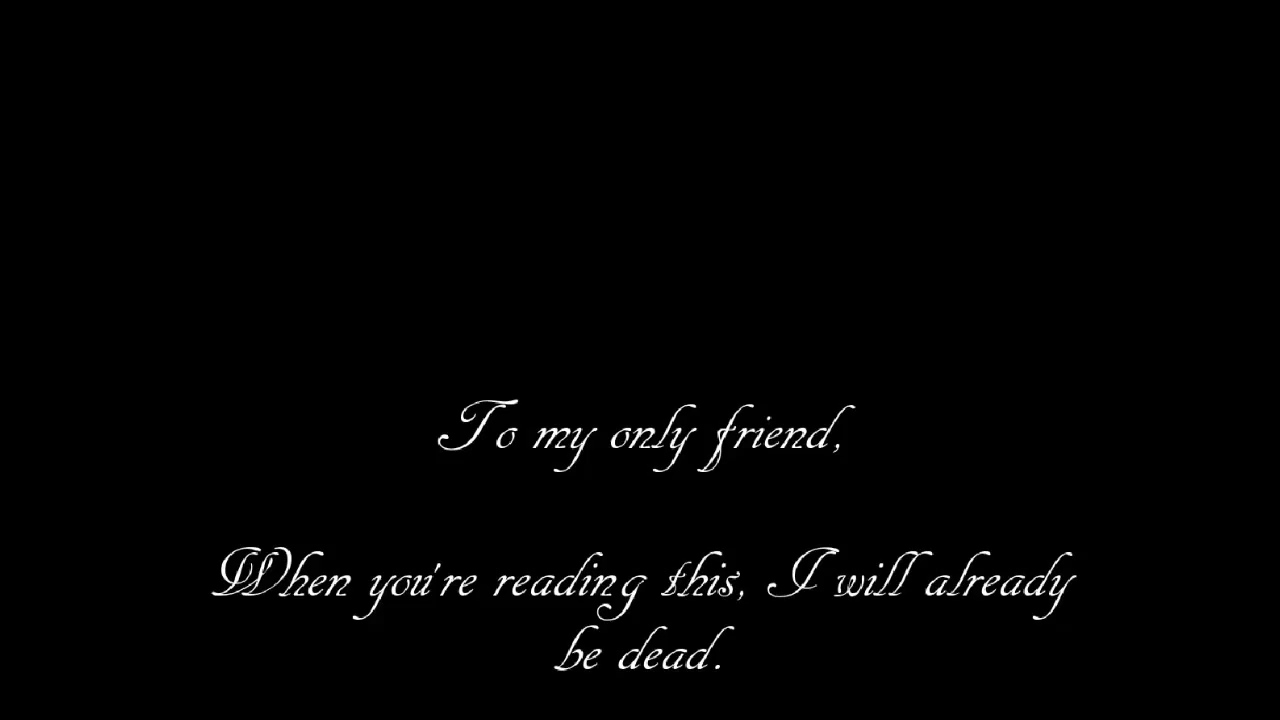 To my only friend,
When you're reading this, I will already
be dead.